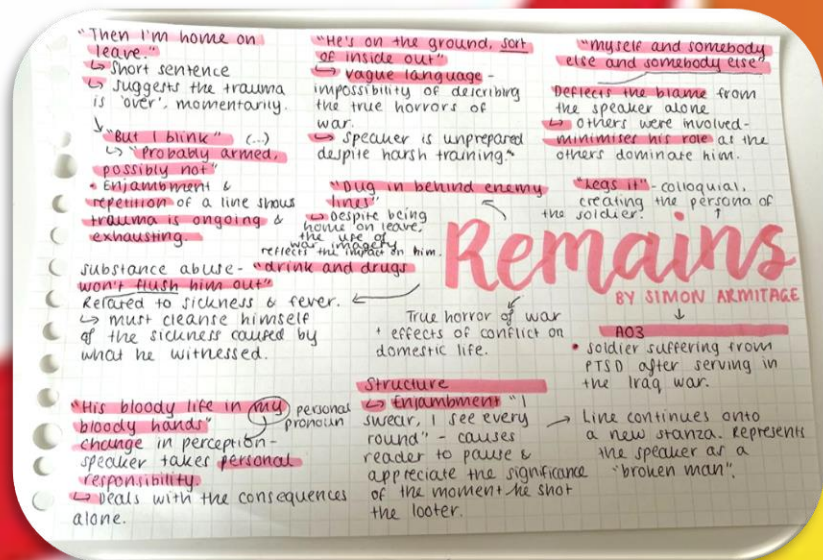 "Then I'm home on
leave."
↳ Short sentence
↳ Suggests the trauma
is 'over', momentarily.
"But I blink" (...)
↳ "Probably armed,
possibly not"
• Enjambment &
repetition of a line shows
trauma is ongoing &
exhausting.
"He's on the ground, sort
of inside out"
↳ vague language -
impossibility of describing
the true horrors of
war.
↳ Speaker is unprepared
despite harsh training.
"myself and somebody
else and somebody else"
Deflects the blame from
the speaker alone
↳ Others were involved-
minimises his role as the
others dominate him.
"Dug in behind enemy
lines"
↳ Despite being
home on leave,
the use of
war imagery
reflects the impact on him.
"Legs it" - colloquial,
creating the persona of
the soldier.
Remains
BY SIMON ARMITAGE
substance abuse - "drink and drugs
won't flush him out"
Related to sickness & fever.
↳ must cleanse himself
of the sickness caused by
what he witnessed.
True horror of war
+ effects of conflict on
domestic life.
AO3
• soldier suffering from
PTSD after serving in
the Iraq war.
"His bloody life in my
bloody hands"
personal
pronoun
change in perception-
speaker takes personal
responsibility.
↳ Deals with the consequences
alone.
Structure
↳ Enjambment "I
swear, I see every
round" - causes
reader to pause &
appreciate the significance
of the moment he shot
the looter.
→ Line continues onto
a new stanza. Represents
the speaker as a
"broken man".